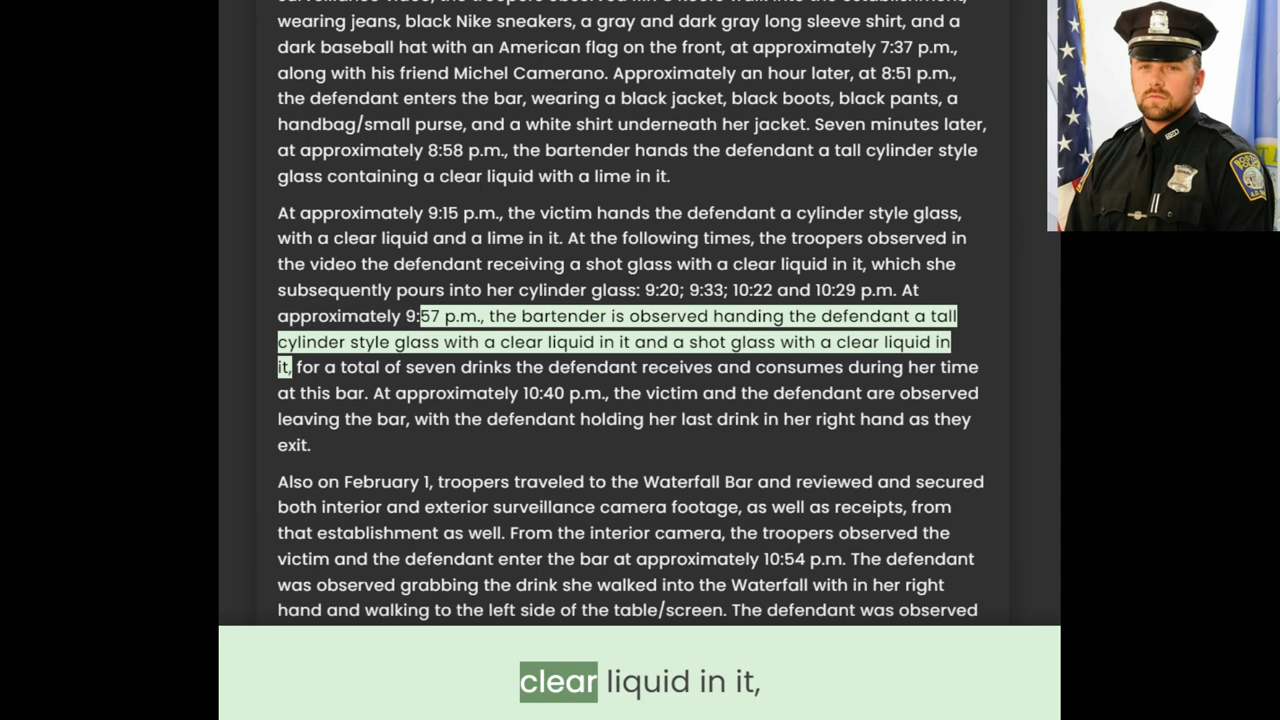 wearing jeans, black Nike sneakers, a gray and dark gray long sleeve shirt, and a
dark baseball hat with an American flag on the front, at approximately 7:37 p.m.,
along with his friend Michel Camerano. Approximately an hour later, at 8:51 p.m.,
the defendant enters the bar, wearing a black jacket, black boots, black pants, a
handbag/small purse, and a white shirt underneath her jacket. Seven minutes later,
at approximately 8:58 p.m., the bartender hands the defendant a tall cylinder style
glass containing a clear liquid with a lime in it.
At approximately 9:15 p.m., the victim hands the defendant a cylinder style glass,
with a clear liquid and a lime in it. At the following times, the troopers observed in
the video the defendant receiving a shot glass with a clear liquid in it, which she
subsequently pours into her cylinder glass: 9:20; 9:33; 10:22 and 10:29 p.m. At
approximately 9:57 p.m., the bartender is observed handing the defendant a tall
cylinder style glass with a clear liquid in it and a shot glass with a clear liquid in
it, for a total of seven drinks the defendant receives and consumes during her time
at this bar. At approximately 10:40 p.m., the victim and the defendant are observed
leaving the bar, with the defendant holding her last drink in her right hand as they
exit.
Also on February 1, troopers traveled to the Waterfall Bar and reviewed and secured
both interior and exterior surveillance camera footage, as well as receipts, from
that establishment as well. From the interior camera, the troopers observed the
victim and the defendant enter the bar at approximately 10:54 p.m. The defendant
was observed grabbing the drink she walked into the Waterfall with in her right
hand and walking to the left side of the table/screen. The defendant was observed
clear liquid in it,